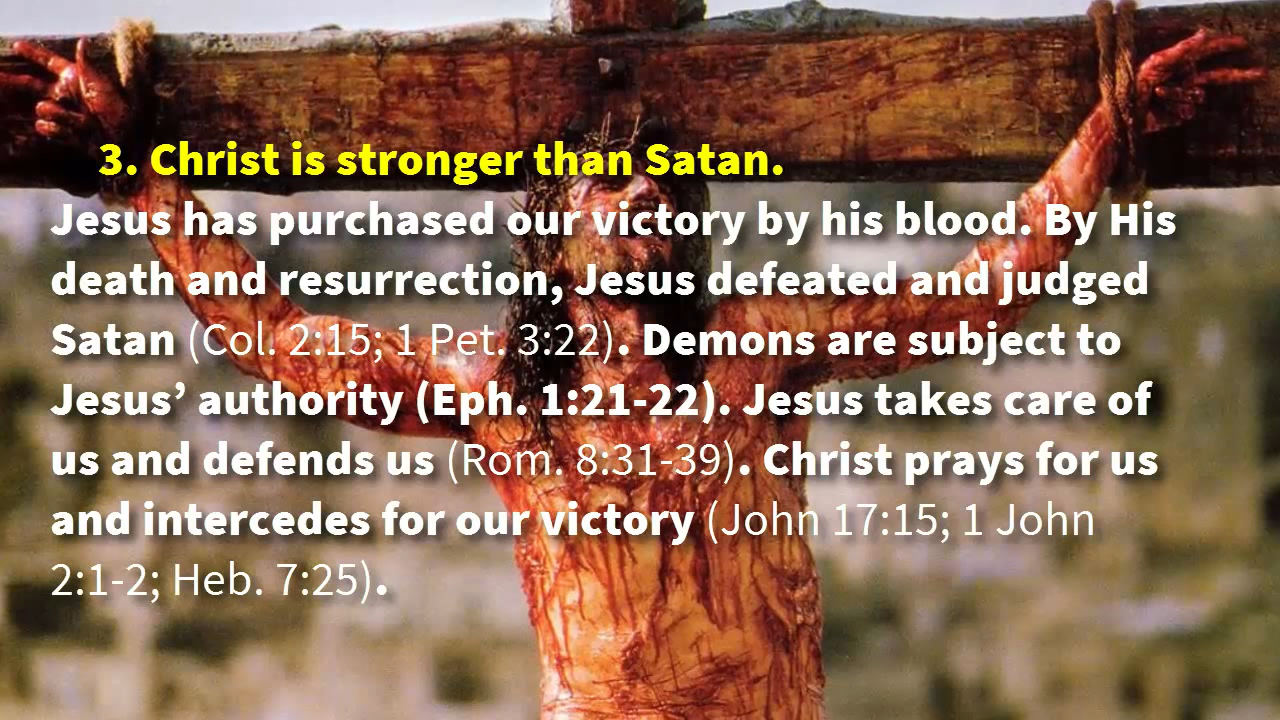 3. Christ is stronger than Satan.
Jesus has purchased our victory by his blood. By His
death and resurrection, Jesus defeated and judged
Satan (Col. 2:15; 1 Pet. 3:22). Demons are subject to
Jesus’ authority (Eph. 1:21-22). Jesus takes care of
us and defends us (Rom. 8:31-39). Christ prays for us
and intercedes for our victory (John 17:15; 1 John
2:1-2; Heb. 7:25).